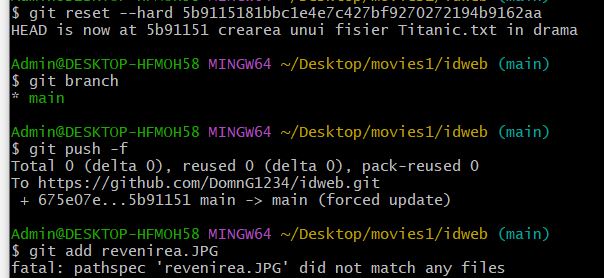 $ git reset --hard 5b9115181bbc1e4e7c427bf9270272194b9162aa
HEAD is now at 5b91151 crearea unui fisier Titanic.txt in drama
Admin@DESKTOP-HFMOH58 MINGW64 ~/Desktop/movies1/idweb (main)
$ git branch
* main
Admin@DESKTOP-HFMOH58 MINGW64 ~/Desktop/movies1/idweb (main)
$ git push -f
Total 0 (delta 0), reused 0 (delta 0), pack-reused 0
To https://github.com/DomnG1234/idweb.git
+ 675e07e...5b91151 main -> main (forced update)
Admin@DESKTOP-HFMOH58 MINGW64 ~/Desktop/movies1/idweb (main)
$ git add revenirea.JPG
fatal: pathspec 'revenirea.JPG' did not match any files